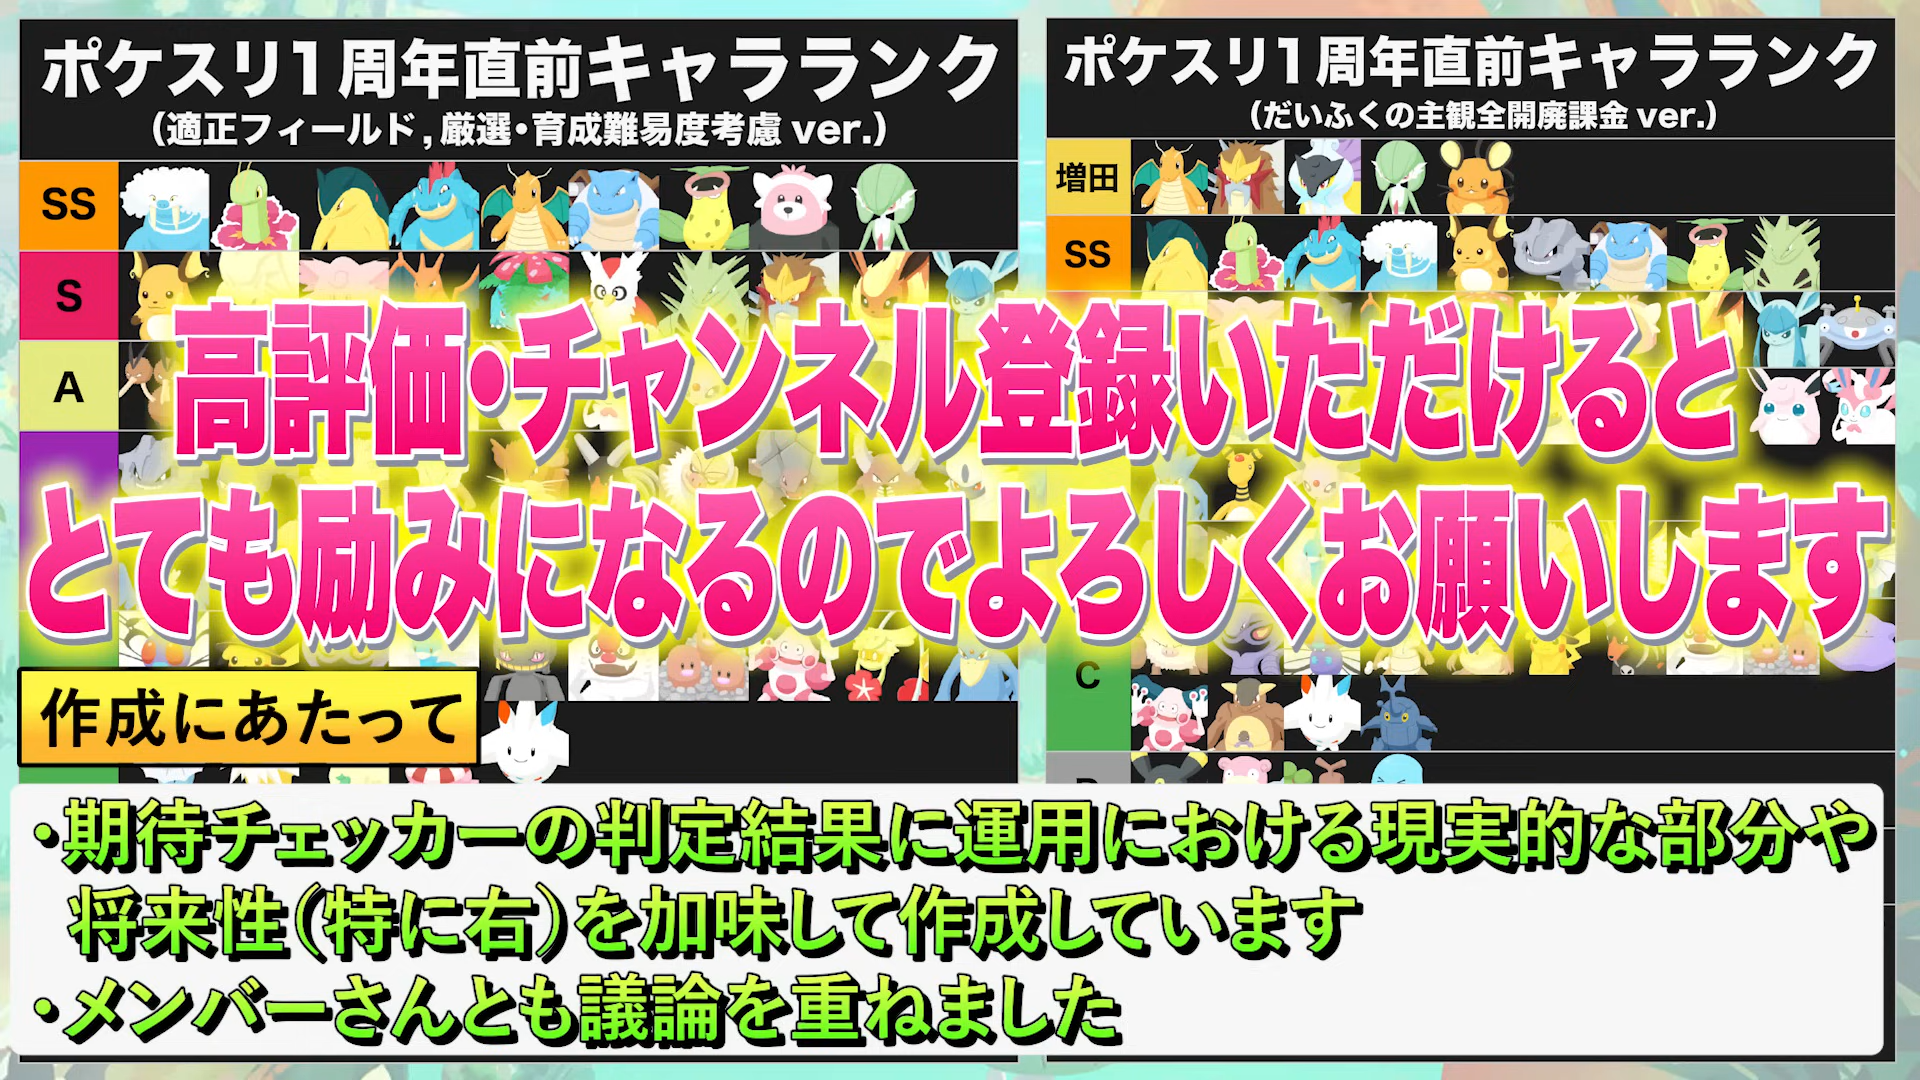 ポケスリ1周年直前キャラランク
(適正フィールド,厳選・育成難易度考慮 ver.)
SS
S
A
ポケスリ1周年直前キャラランク
(だいふくの主観全開廃課金 ver.)
増田
SS
C
高評価・チャンネル登録いただけると
とても励みになるのでよろしくお願いします
作成にあたって
・期待チェッカーの判定結果に運用における現実的な部分や
将来性(特に右)を加味して作成しています
・メンバーさんとも議論を重ねました